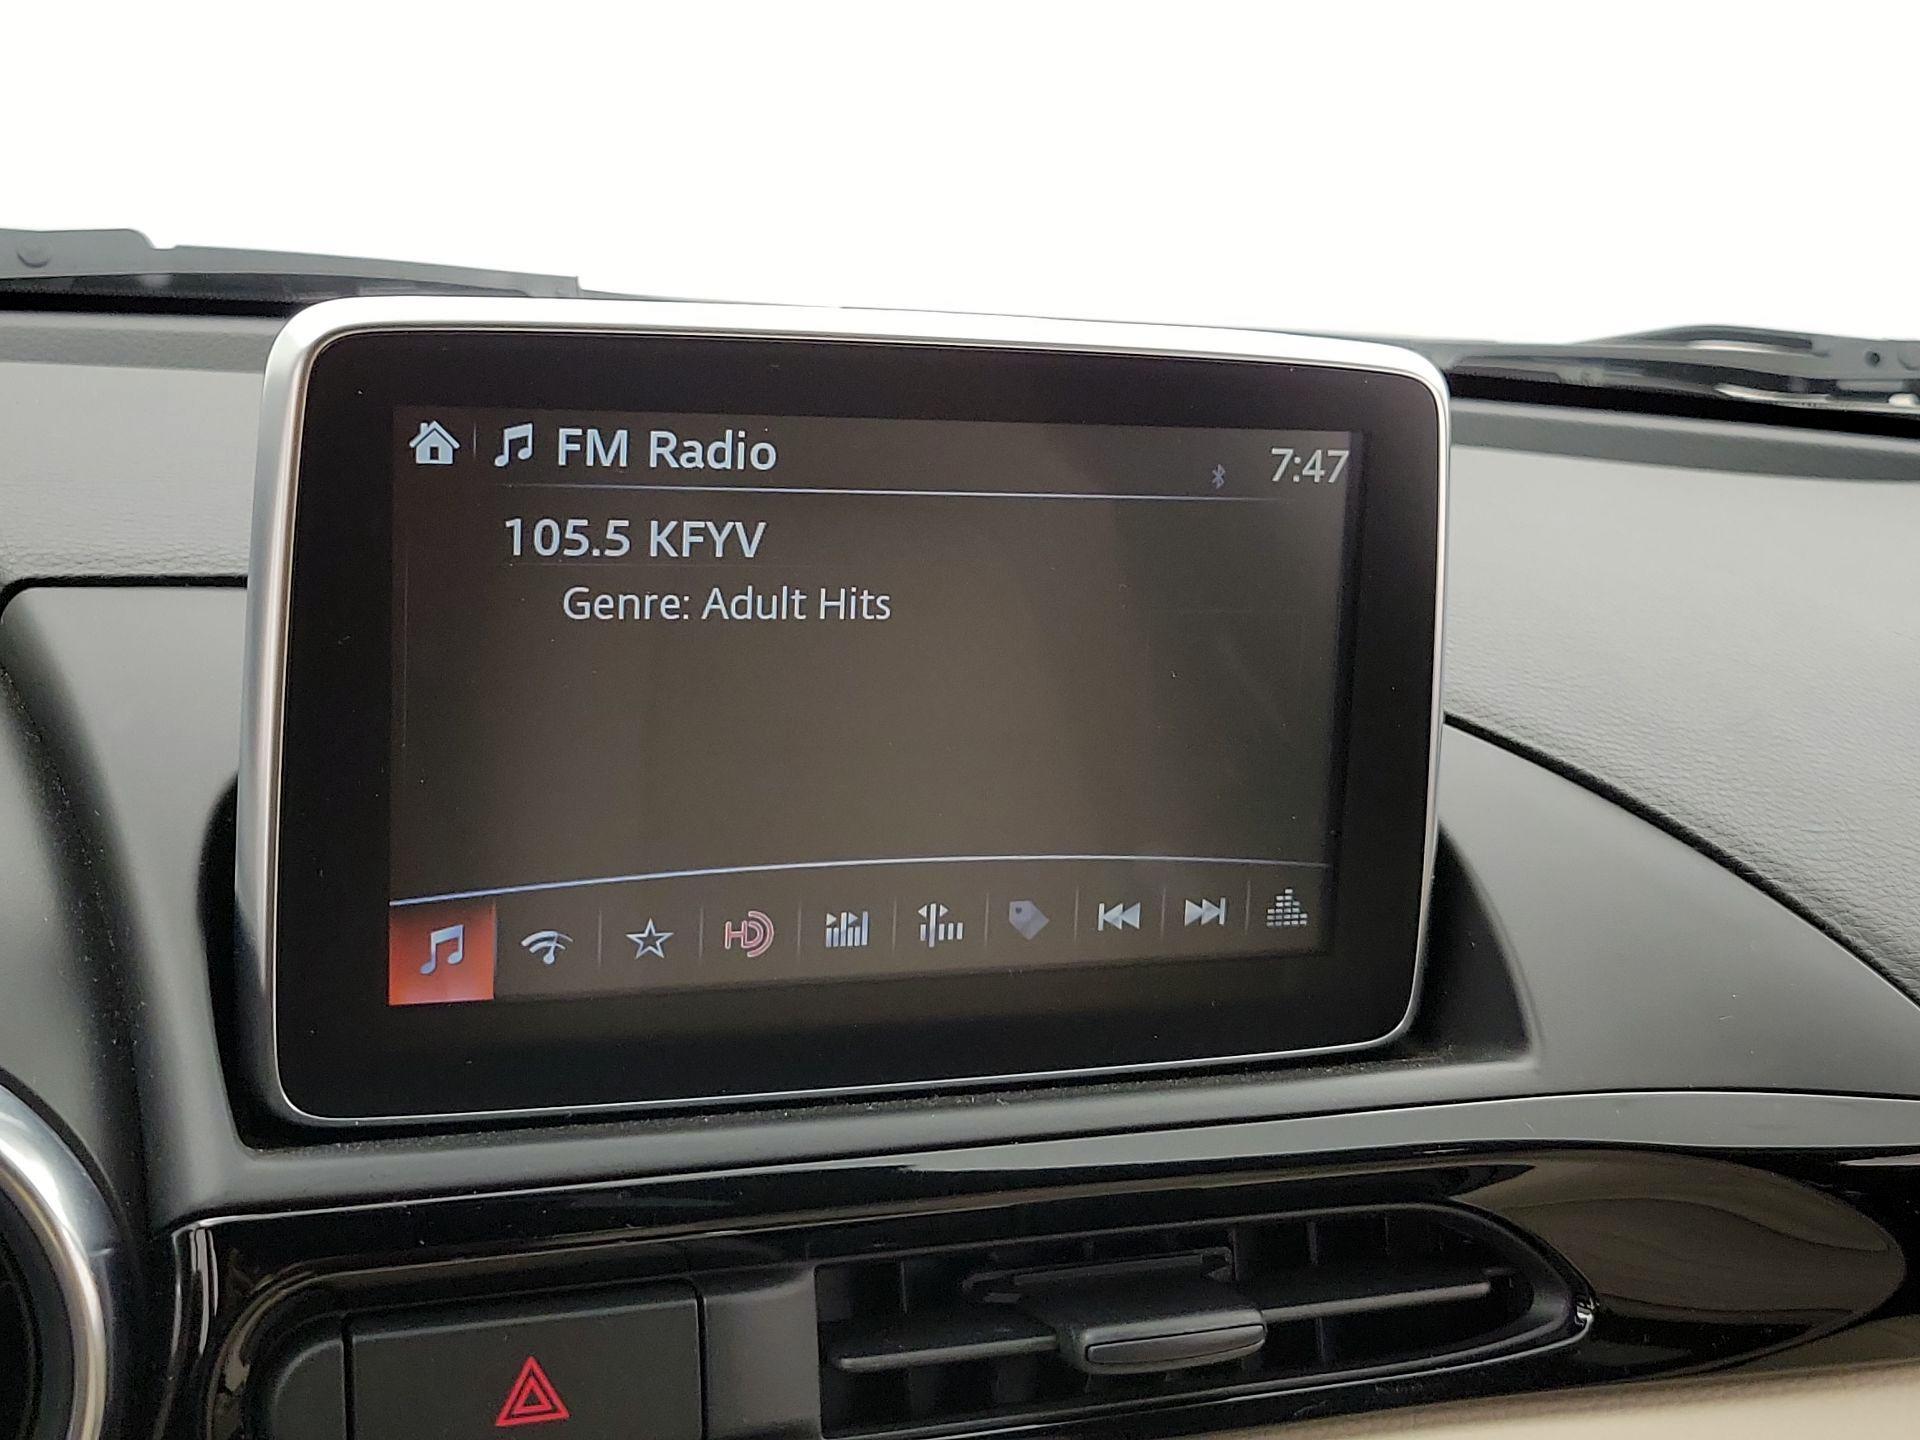 FM Radio
7:47
105.5 KFYV
Genre: Adult Hits
HD